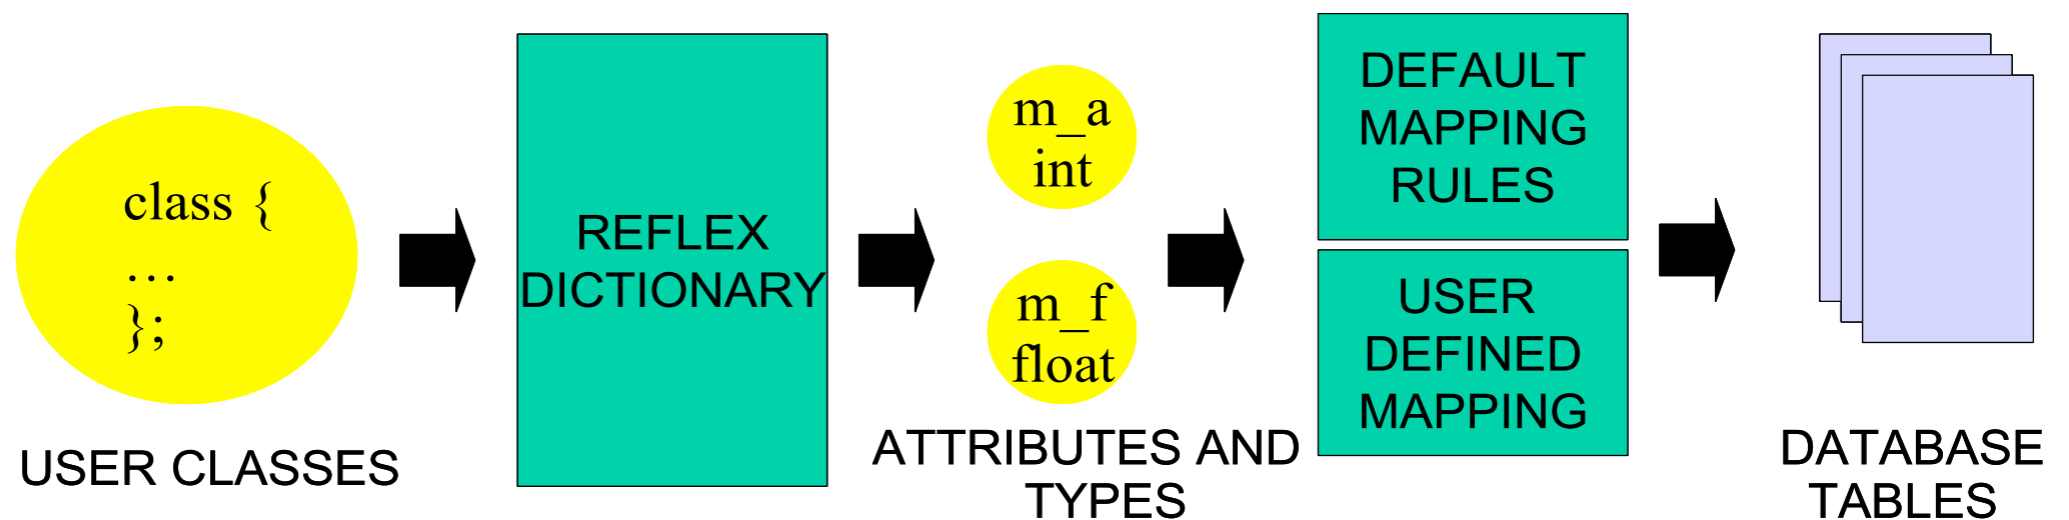 class {
...
};
USER CLASSES
REFLEX
DICTIONARY
m_a
int
m_f
float
ATTRIBUTES AND
TYPES
DEFAULT
MAPPING
RULES
USER
DEFINED
MAPPING
DATABASE
TABLES